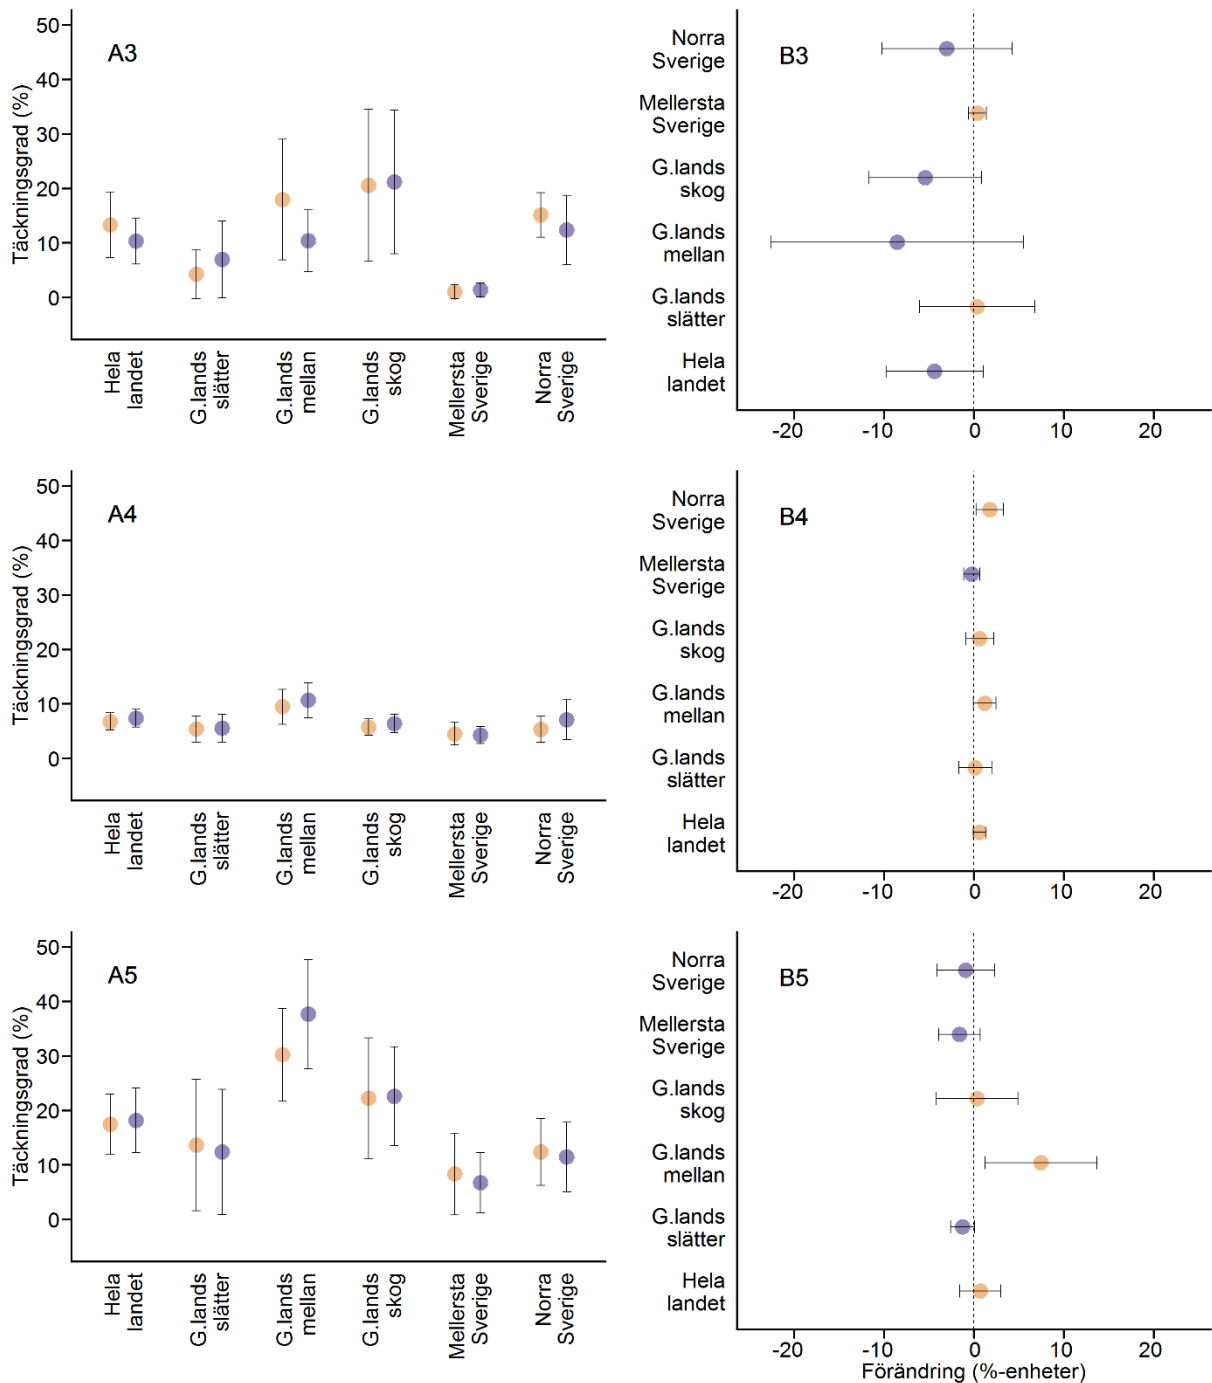 A3
Täckningsgrad (%)
50
40
30
20
10
0
Hela
landet
G.lands
slätter
G.lands
mellan
G.lands
skog
Mellersta
Sverige
Norra
Sverige
B3
Norra
Sverige
Mellersta
Sverige
G.lands
skog
G.lands
mellan
G.lands
slätter
Hela
landet
-20 -10 0 10 20
A4
Täckningsgrad (%)
50
40
30
20
10
0
Hela
landet
G.lands
slätter
G.lands
mellan
G.lands
skog
Mellersta
Sverige
Norra
Sverige
B4
Norra
Sverige
Mellersta
Sverige
G.lands
skog
G.lands
mellan
G.lands
slätter
Hela
landet
-20 -10 0 10 20
A5
Täckningsgrad (%)
50
40
30
20
10
0
Hela
landet
G.lands
slätter
G.lands
mellan
G.lands
skog
Mellersta
Sverige
Norra
Sverige
B5
Norra
Sverige
Mellersta
Sverige
G.lands
skog
G.lands
mellan
G.lands
slätter
Hela
landet
-20 -10 0 10 20
Förändring (%-enheter)